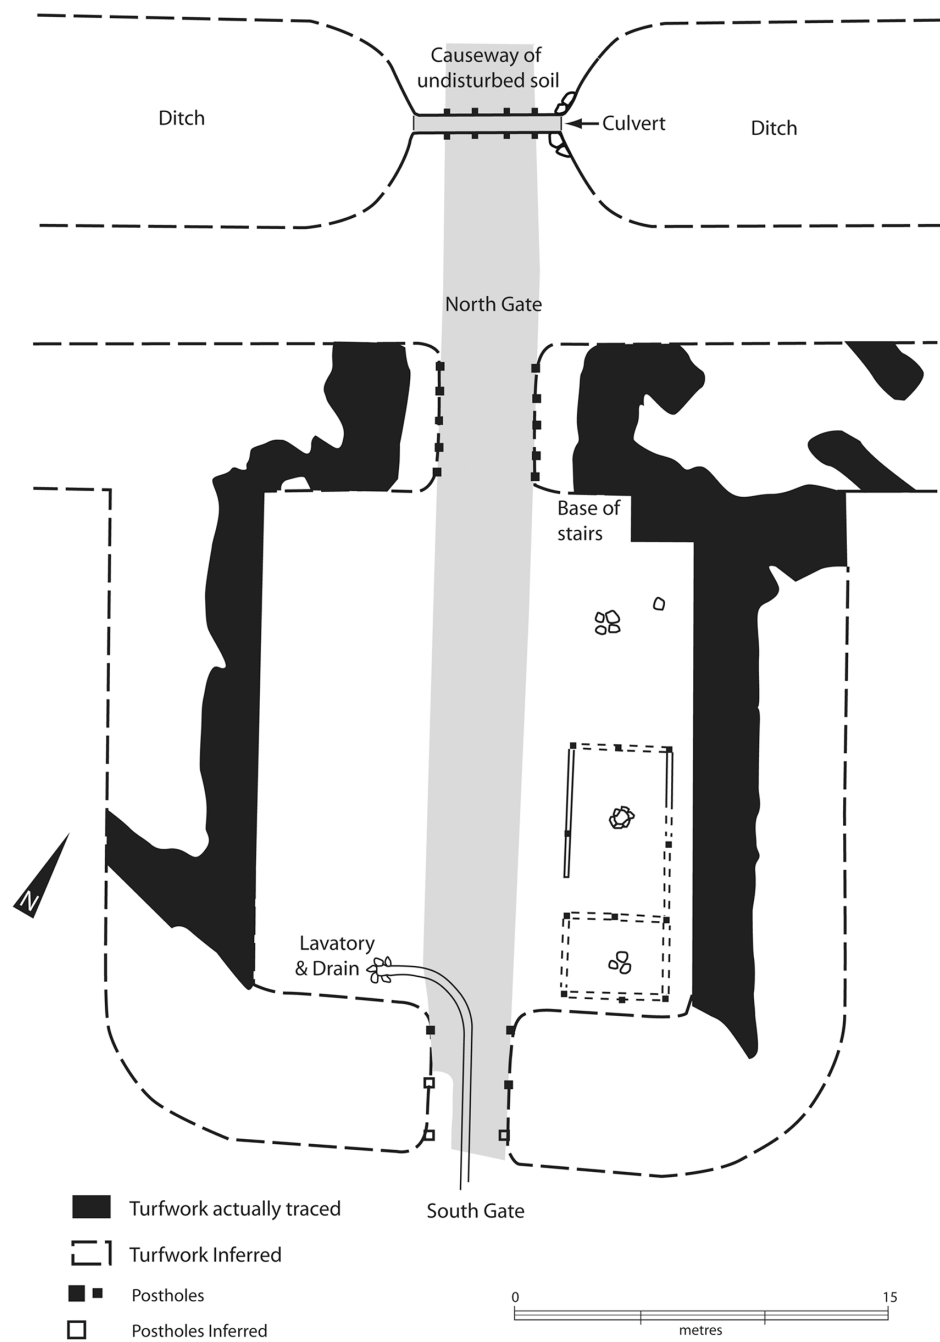 Causeway of
undisturbed soil
Ditch
Culvert
Ditch
North Gate
Base of
stairs
N
Lavatory
& Drain
South Gate
Turfwork actually traced
Turfwork Inferred
Postholes
Postholes Inferred
0 15
metres